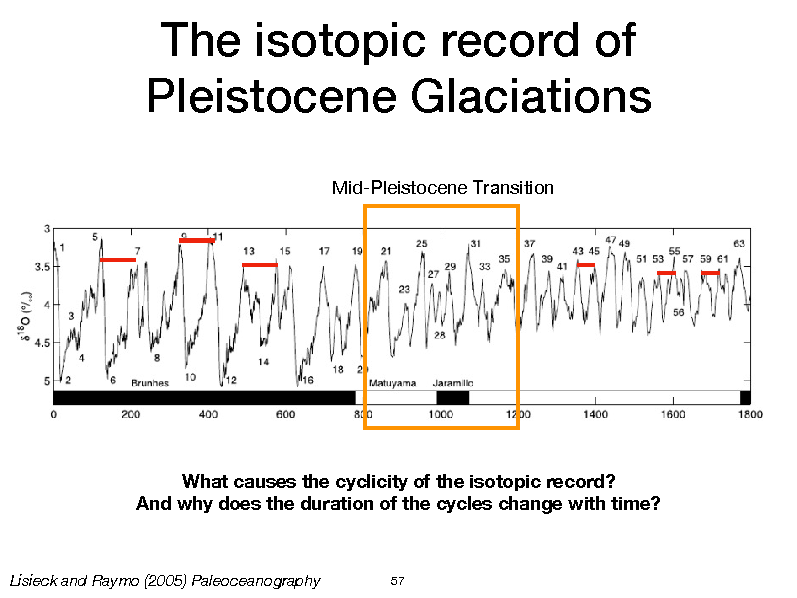 The isotopic record of
Pleistocene Glaciations
Mid-Pleistocene Transition
3
3.5
4
4.5
5
δ¹⁸O (‰)
1 5 7 9 11 13 15 17 19 21 25 31 37 47 49 63
3 23 27 29 33 35 39 41 43 45 51 53 55 57 59 61
4 8 14 18 28 56
2 6 10 12 16
Brunhes Matuyama Jaramillo
0 200 400 600 800 1000 1200 1400 1600 1800
What causes the cyclicity of the isotopic record?
And why does the duration of the cycles change with time?
Lisieck and Raymo (2005) Paleoceanography 57